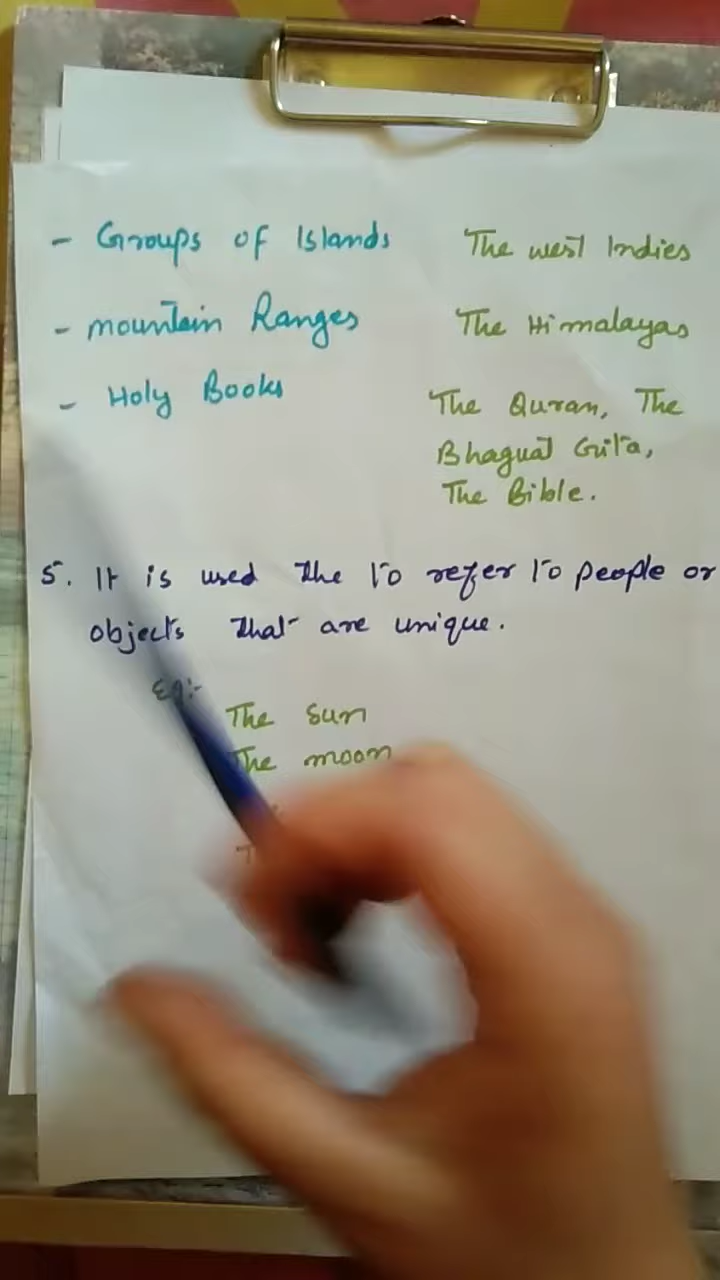 - Groups of Islands The west Indies
- mountain Ranges The Himalayas
- Holy Books The Quran, The
Bhagwat Gita,
The Bible.
5. It is used the to refer to people or
objects that are unique.
Eg:-
The Sun
The moon